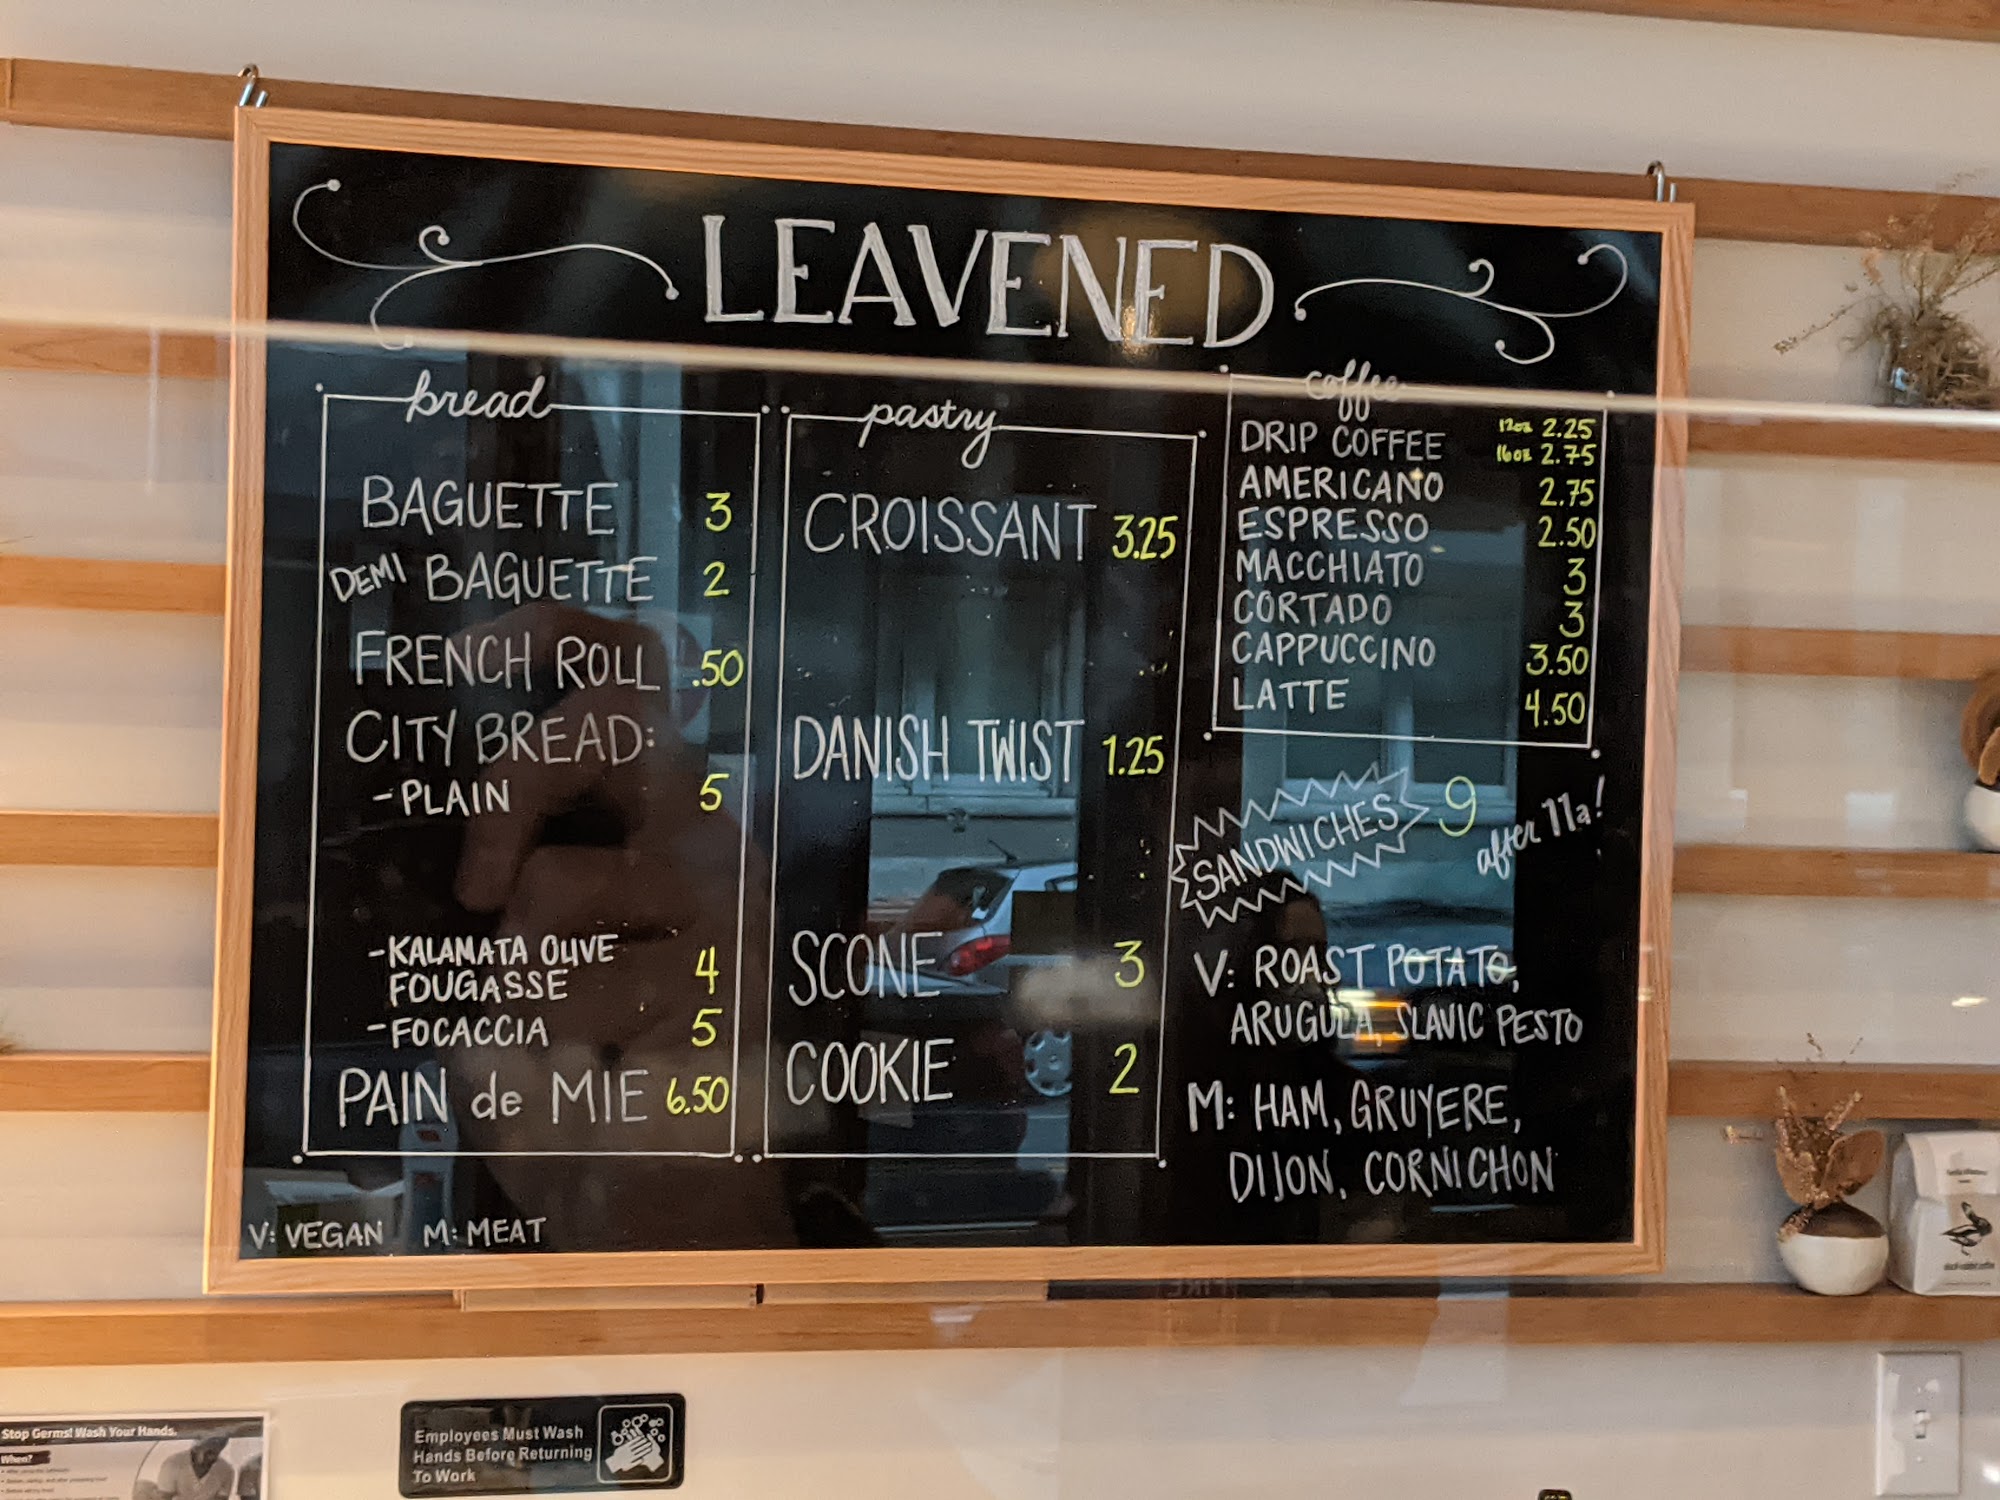 LEAVENED
bread
BAGUETTE 3
DEMI BAGUETTE 2
FRENCH ROLL .50
CITY BREAD:
- PLAIN 5
- KALAMATA OLIVE
FOUGASSE 4
- FOCACCIA 5
PAIN de MIE 6.50
pastry
CROISSANT 3.25
DANISH TWIST 1.25
SCONE 3
COOKIE 2
coffee
DRIP COFFEE 12oz 2.25
16oz 2.75
AMERICANO 2.75
ESPRESSO 2.50
MACCHIATO 3
CORTADO 3
CAPPUCCINO 3.50
LATTE 4.50
SANDWICHES 9 after 11a!
V: ROAST POTATO,
ARUGULA, SLAVIC PESTO
M: HAM, GRUYERE,
DIJON, CORNICHON
V: VEGAN M: MEAT
Stop Germs! Wash Your Hands.
When?
Employees Must Wash
Hands Before Returning
To Work